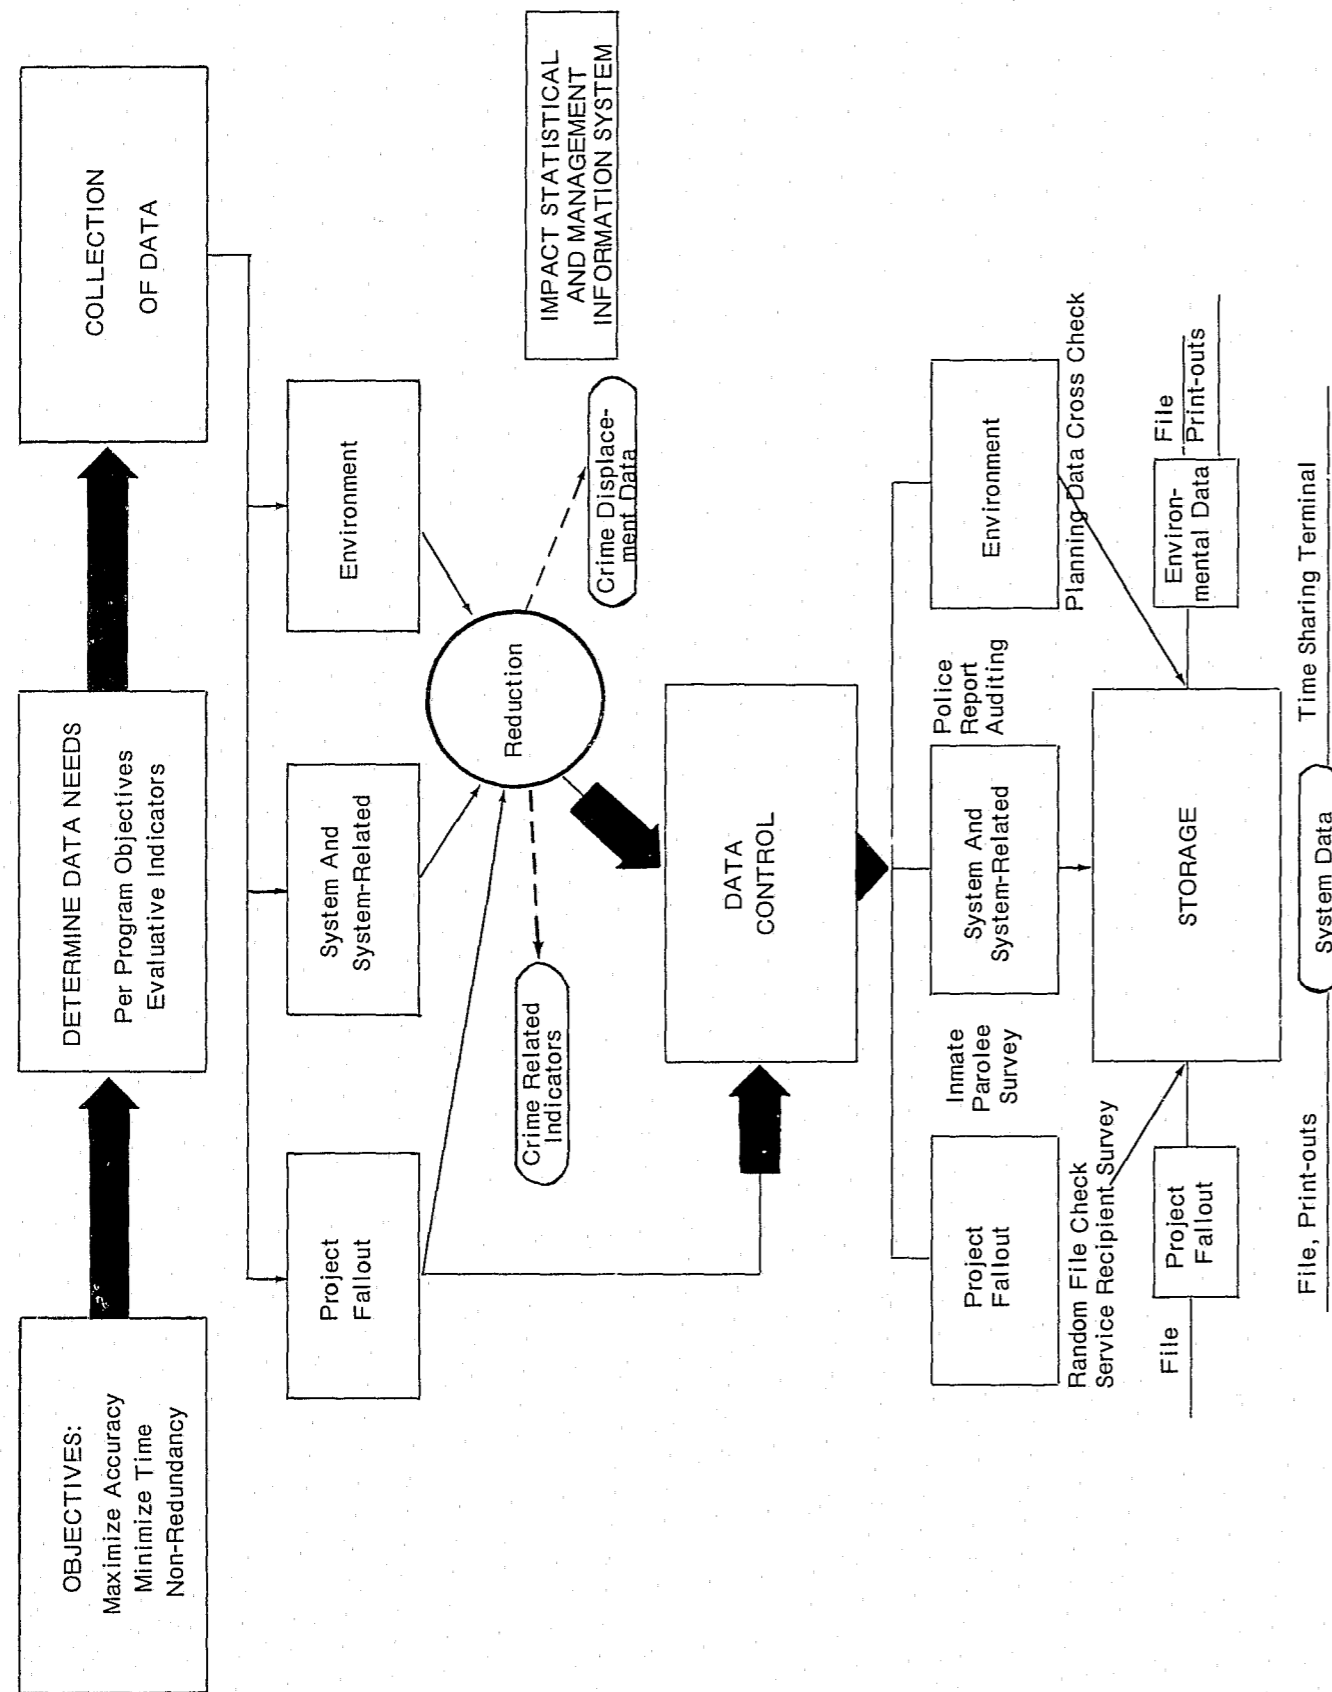 OBJECTIVES:
Maximize Accuracy
Minimize Time
Non-Redundancy
DETERMINE DATA NEEDS
Per Program Objectives
Evaluative Indicators
COLLECTION
OF DATA
Project
Fallout
System And
System-Related
Environment
Reduction
IMPACT STATISTICAL
AND MANAGEMENT
INFORMATION SYSTEM
Crime Related
Indicators
Crime Displace-
ment Data
DATA
CONTROL
Project
Fallout
Inmate
Parolee
Survey
System And
System-Related
Police
Report
Auditing
Environment
Random File Check
Service Recipient Survey
Planning Data Cross Check
File
Project
Fallout
STORAGE
Environ-
mental Data
File
Print-outs
File, Print-outs
System Data
Time Sharing Terminal